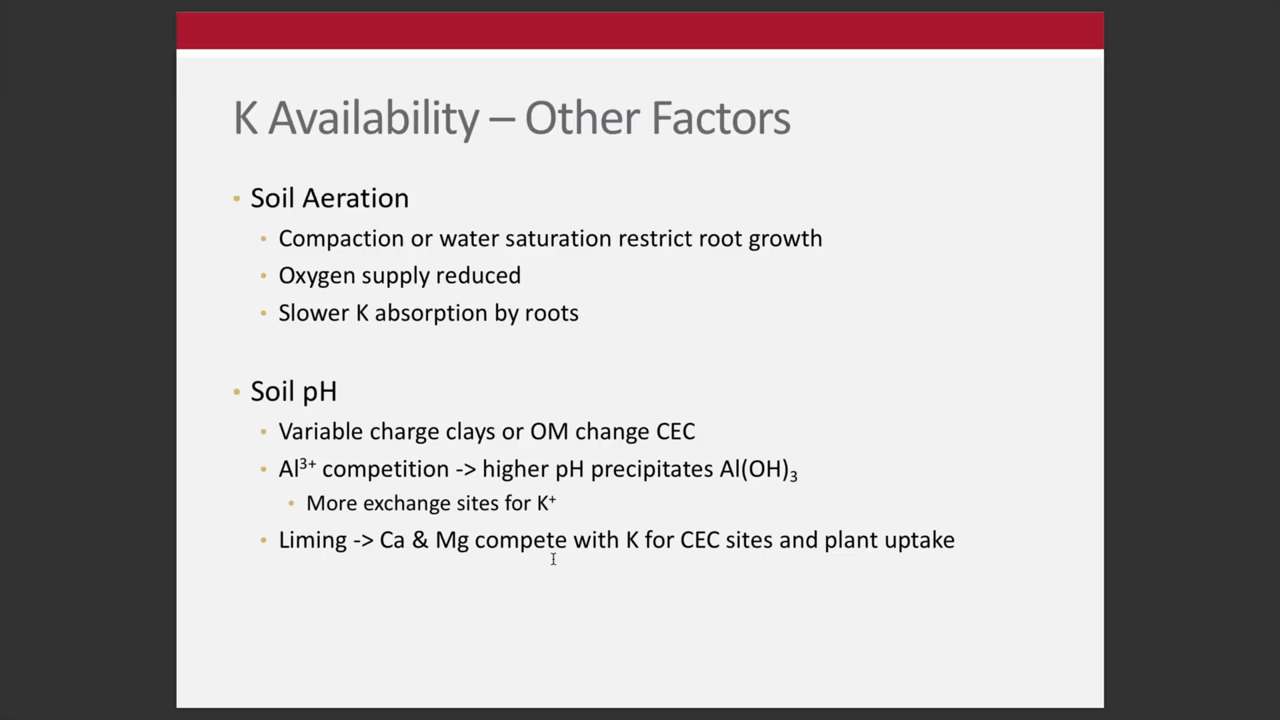 K Availability – Other Factors
• Soil Aeration
• Compaction or water saturation restrict root growth
• Oxygen supply reduced
• Slower K absorption by roots
• Soil pH
• Variable charge clays or OM change CEC
• Al³⁺ competition -> higher pH precipitates Al(OH)₃
• More exchange sites for K⁺
• Liming -> Ca & Mg compete with K for CEC sites and plant uptake